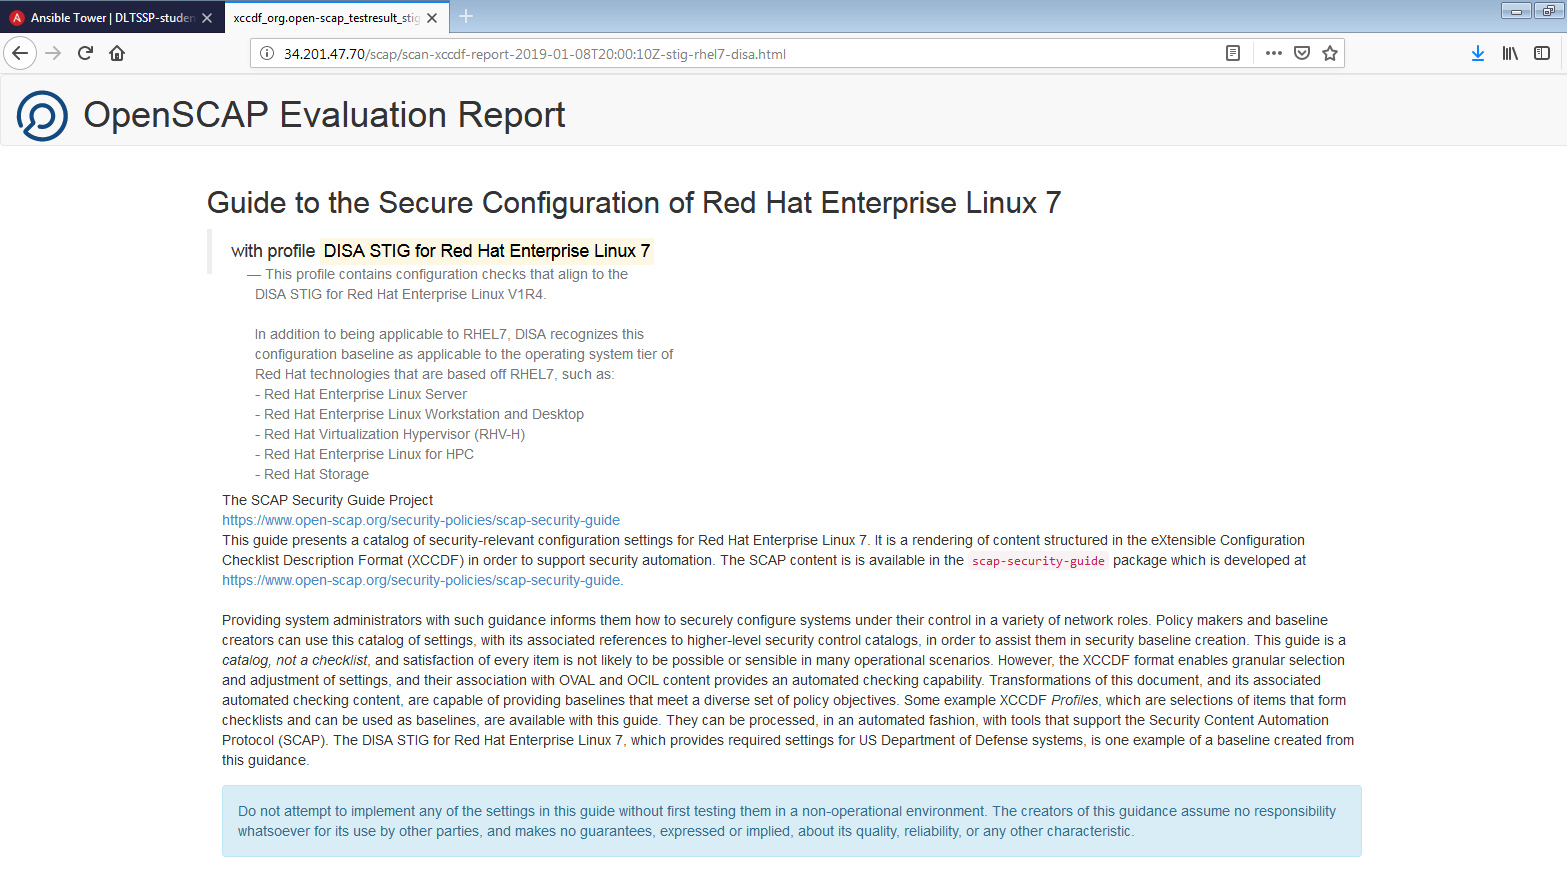 Ansible Tower | DLTSSP-studen
xccdf_org.open-scap_testresult_stig
34.201.47.70/scap/scan-xccdf-report-2019-01-08T20:00:10Z-stig-rhel7-disa.html
OpenSCAP Evaluation Report
Guide to the Secure Configuration of Red Hat Enterprise Linux 7
with profile DISA STIG for Red Hat Enterprise Linux 7
— This profile contains configuration checks that align to the
DISA STIG for Red Hat Enterprise Linux V1R4.
In addition to being applicable to RHEL7, DISA recognizes this
configuration baseline as applicable to the operating system tier of
Red Hat technologies that are based off RHEL7, such as:
- Red Hat Enterprise Linux Server
- Red Hat Enterprise Linux Workstation and Desktop
- Red Hat Virtualization Hypervisor (RHV-H)
- Red Hat Enterprise Linux for HPC
- Red Hat Storage
The SCAP Security Guide Project
https://www.open-scap.org/security-policies/scap-security-guide
This guide presents a catalog of security-relevant configuration settings for Red Hat Enterprise Linux 7. It is a rendering of content structured in the eXtensible Configuration
Checklist Description Format (XCCDF) in order to support security automation. The SCAP content is is available in the scap-security-guide package which is developed at
https://www.open-scap.org/security-policies/scap-security-guide.
Providing system administrators with such guidance informs them how to securely configure systems under their control in a variety of network roles. Policy makers and baseline
creators can use this catalog of settings, with its associated references to higher-level security control catalogs, in order to assist them in security baseline creation. This guide is a
catalog, not a checklist, and satisfaction of every item is not likely to be possible or sensible in many operational scenarios. However, the XCCDF format enables granular selection
and adjustment of settings, and their association with OVAL and OCIL content provides an automated checking capability. Transformations of this document, and its associated
automated checking content, are capable of providing baselines that meet a diverse set of policy objectives. Some example XCCDF Profiles, which are selections of items that form
checklists and can be used as baselines, are available with this guide. They can be processed, in an automated fashion, with tools that support the Security Content Automation
Protocol (SCAP). The DISA STIG for Red Hat Enterprise Linux 7, which provides required settings for US Department of Defense systems, is one example of a baseline created from
this guidance.
Do not attempt to implement any of the settings in this guide without first testing them in a non-operational environment. The creators of this guidance assume no responsibility
whatsoever for its use by other parties, and makes no guarantees, expressed or implied, about its quality, reliability, or any other characteristic.